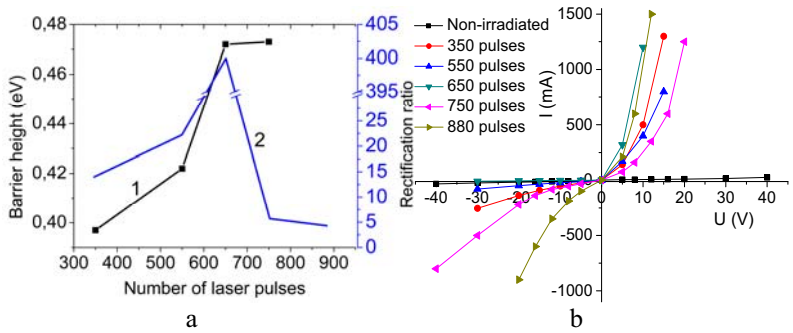 0,48
0,46
0,44
0,42
0,40
Barrier height (eV)
300 400 500 600 700 800 900
Number of laser pulses
1
2
405
400
395
25
20
15
10
5
0
Rectification ratio
a
Non-irradiated
350 pulses
550 pulses
650 pulses
750 pulses
880 pulses
I (mA)
1500
1000
500
-500
-1000
-40 -30 -20 -10 0 10 20 30 40
U (V)
b